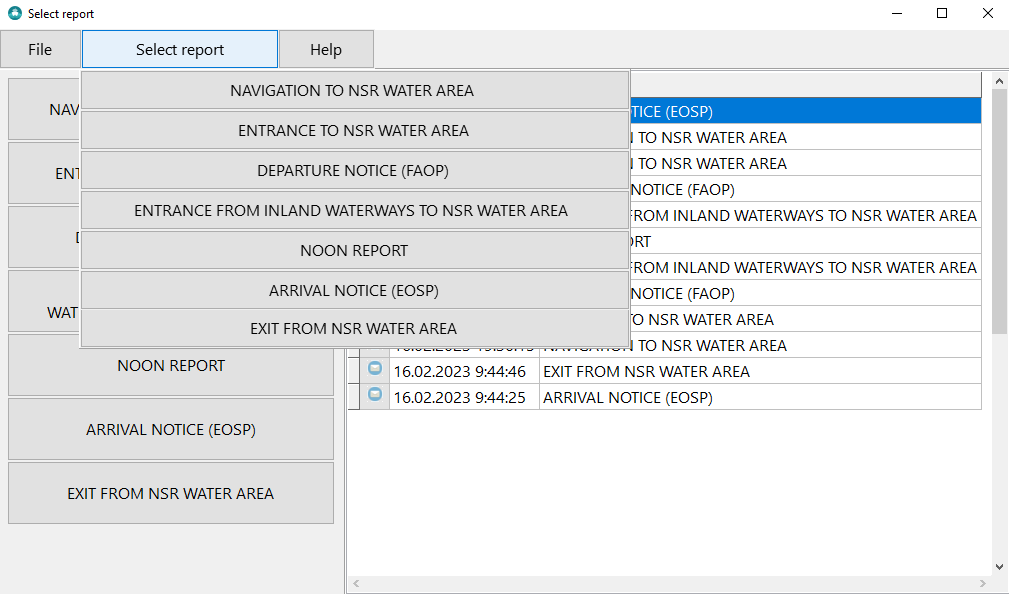 Select report
File
Select report
Help
NAVIGATION TO NSR WATER AREA
ENTRANCE TO NSR WATER AREA
DEPARTURE NOTICE (FAOP)
ENTRANCE FROM INLAND WATERWAYS TO NSR WATER AREA
NOON REPORT
ARRIVAL NOTICE (EOSP)
EXIT FROM NSR WATER AREA
NAV
ENT
WAT
NOON REPORT
ARRIVAL NOTICE (EOSP)
EXIT FROM NSR WATER AREA
TICE (EOSP)
TO NSR WATER AREA
TO NSR WATER AREA
NOTICE (FAOP)
FROM INLAND WATERWAYS TO NSR WATER AREA
ORT
FROM INLAND WATERWAYS TO NSR WATER AREA
NOTICE (FAOP)
TO NSR WATER AREA
NAVIGATION TO NSR WATER AREA
16.02.2023 9:44:46 EXIT FROM NSR WATER AREA
16.02.2023 9:44:25 ARRIVAL NOTICE (EOSP)